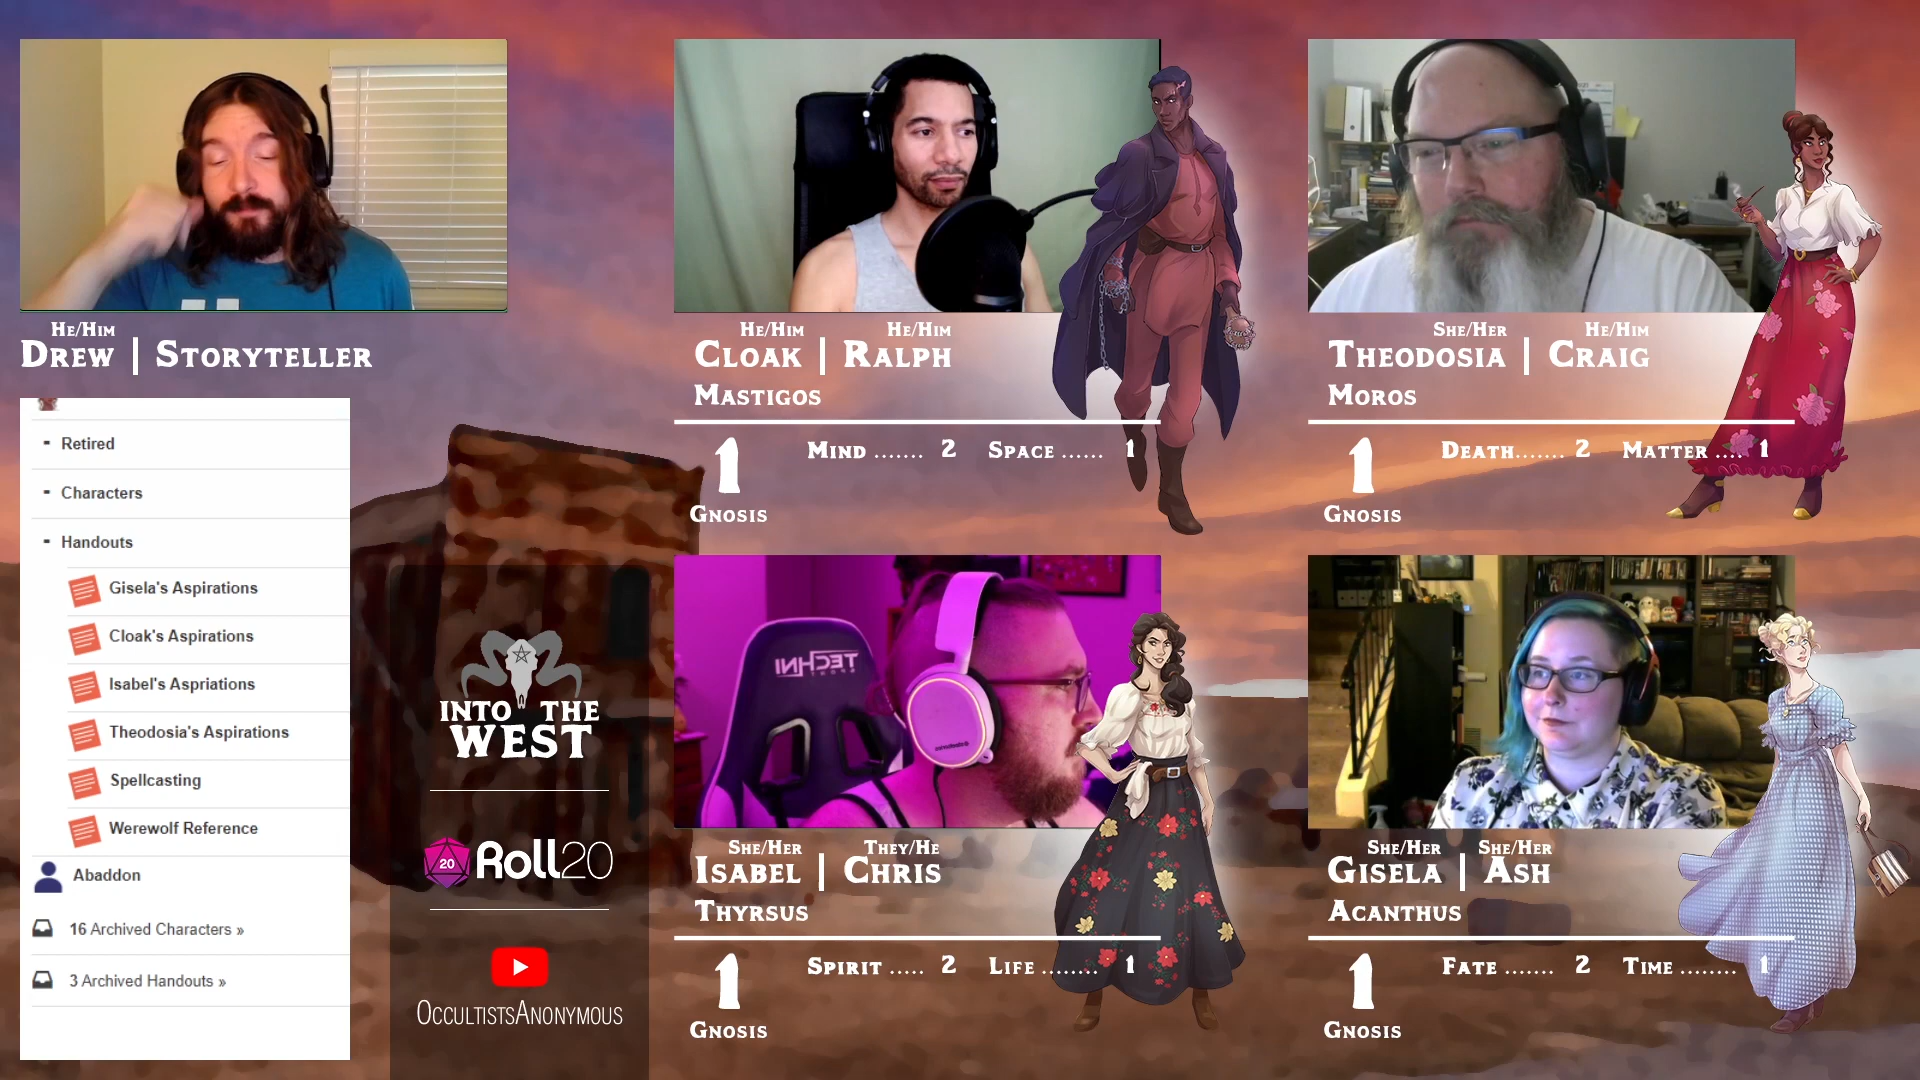 He/Him
Drew | Storyteller
Retired
Characters
Handouts
Gisela's Aspirations
Cloak's Aspirations
Isabel's Aspriations
Theodosia's Aspirations
Spellcasting
Werewolf Reference
Abaddon
16 Archived Characters »
3 Archived Handouts »
INTO THE
WEST
20
Roll20
OccultistsAnonymous
He/Him He/Him
Cloak | Ralph
Mastigos
1 Mind ....... 2 Space ...... 1
Gnosis
She/Her He/Him
Theodosia | Craig
Moros
1 Death....... 2 Matter .... 1
Gnosis
TECHNI
She/Her They/He
Isabel | Chris
Thyrsus
1 Spirit ..... 2 Life ........ 1
Gnosis
She/Her She/Her
Gisela | Ash
Acanthus
1 Fate ....... 2 Time ........ 1
Gnosis